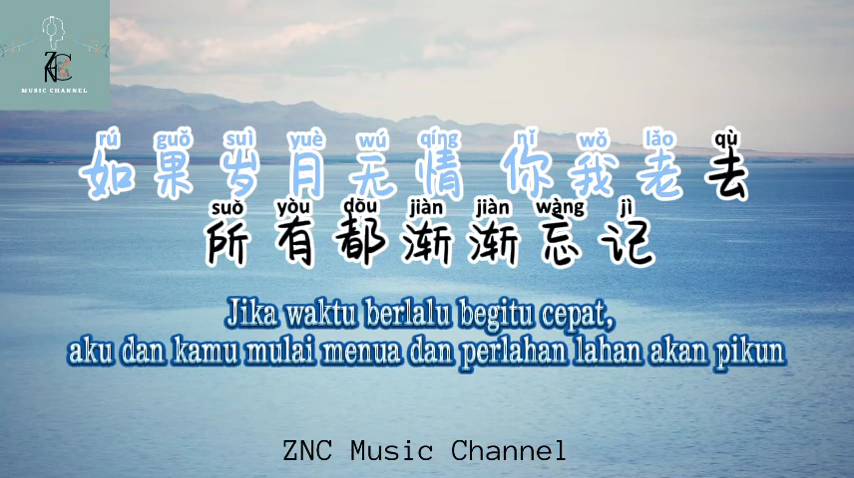 ZNC
MUSIC CHANNEL
rú guǒ suì yuè wú qíng nǐ wǒ lǎo qù
如果岁月无情 你我老去
suǒ yòu dōu jiàn jiàn wàng jì
所有都渐渐忘记
Jika waktu berlalu begitu cepat,
aku dan kamu mulai menua dan perlahan lahan akan pikun
ZNC Music Channel